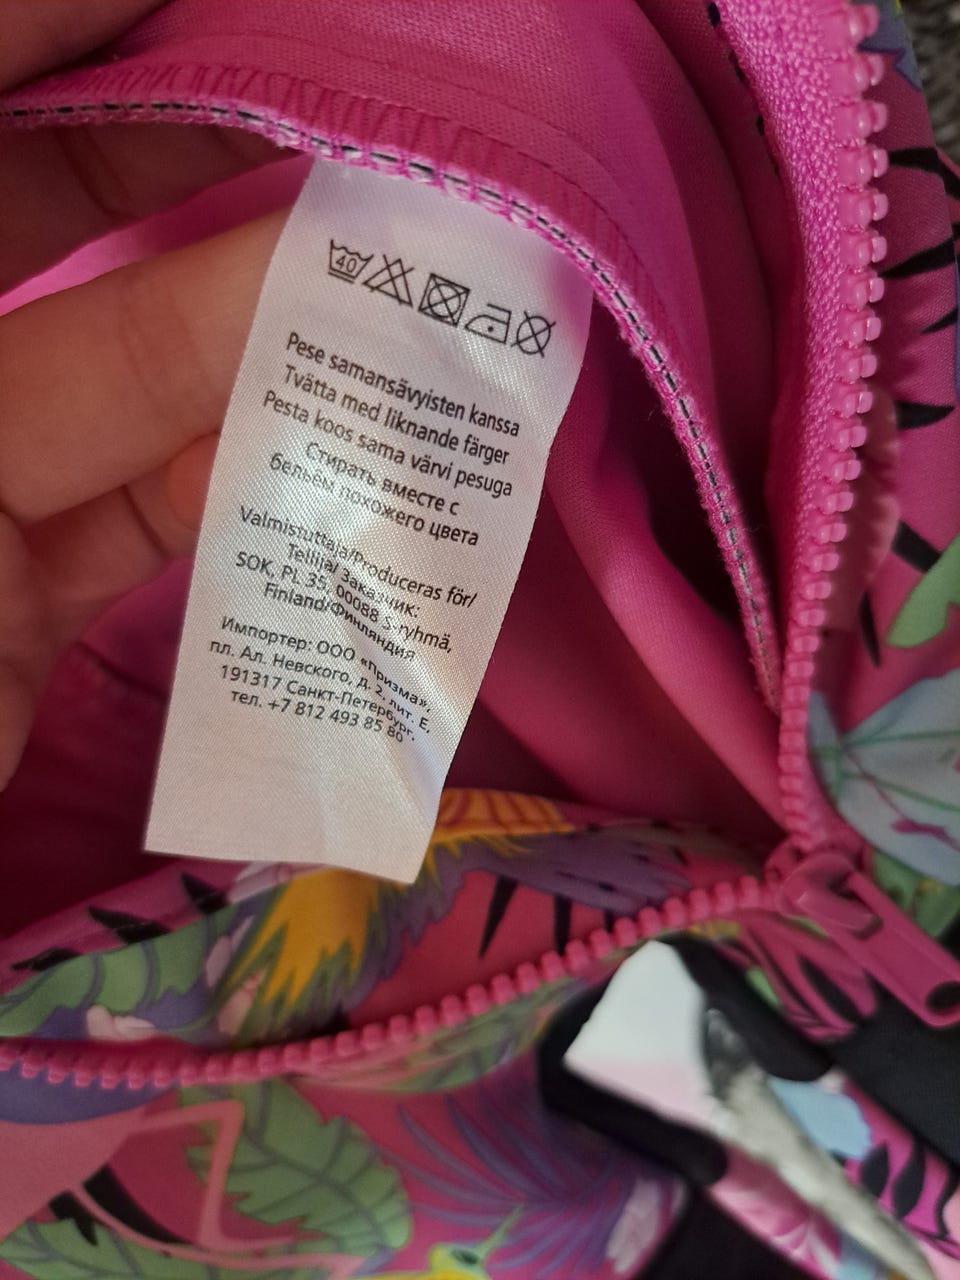 40
Pese samansävyisten kanssa
Tvätta med liknande färger
Pesta koos sama värvi pesuga
Стирать вместе с
бельём похожего цвета
Valmistuttaja/Produceras för/
Tellija/ Заказчик:
SOK, PL 35, 00088 S-ryhmä,
Finland/Финляндия
Импортер: ООО «Призма»,
пл. Ал. Невского, д. 2, лит. Е,
191317 Санкт-Петербург,
тел. +7 812 493 85 80